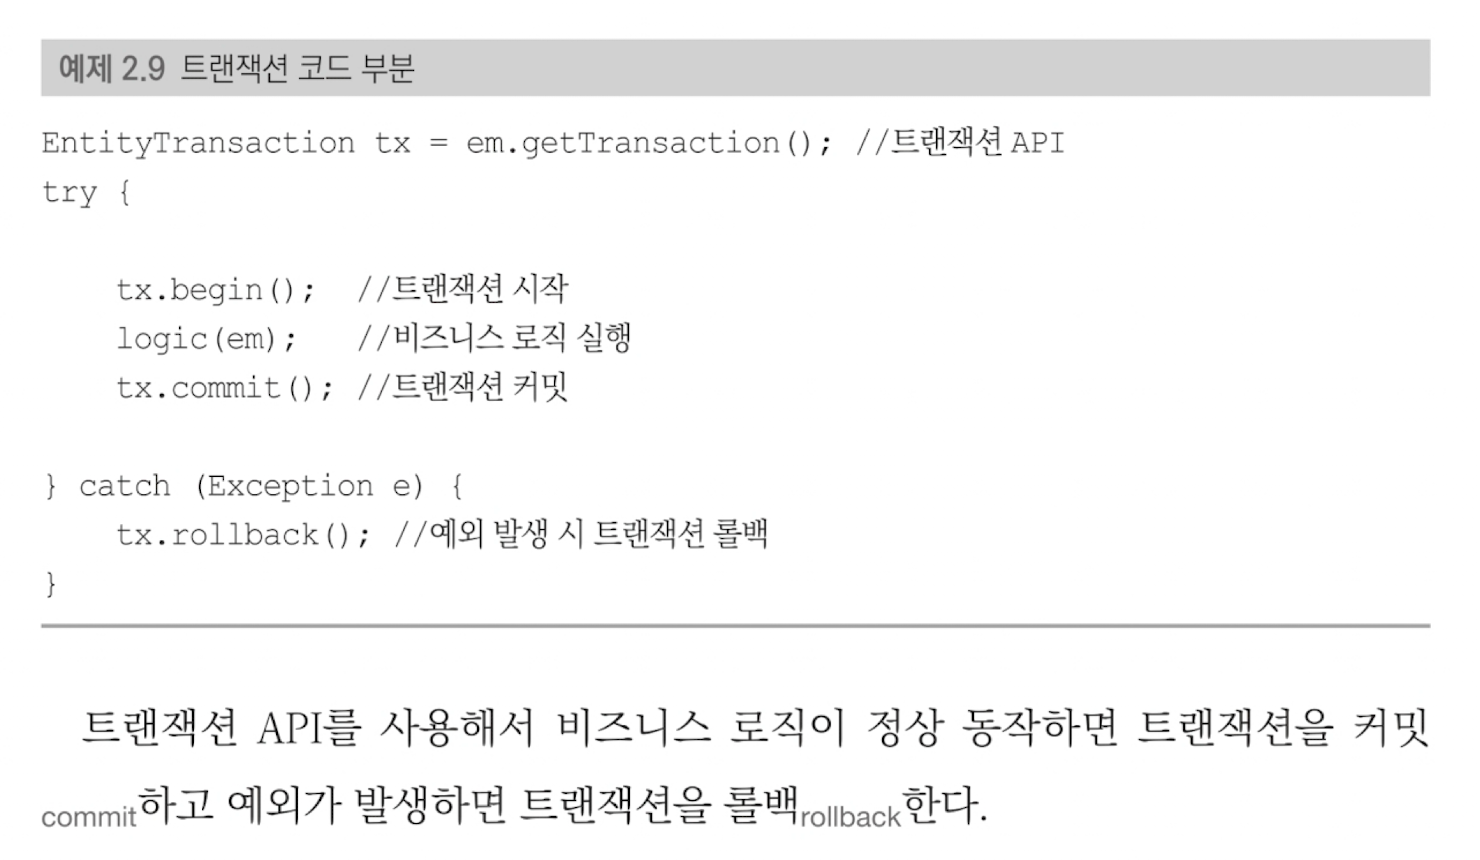 예제 2.9 트랜잭션 코드 부분
EntityTransaction tx = em.getTransaction(); //트랜잭션 API
try {
    tx.begin();  //트랜잭션 시작
    logic(em);   //비즈니스 로직 실행
    tx.commit(); //트랜잭션 커밋
} catch (Exception e) {
    tx.rollback(); //예외 발생 시 트랜잭션 롤백
}
트랜잭션 API를 사용해서 비즈니스 로직이 정상 동작하면 트랜잭션을 커밋
commit하고 예외가 발생하면 트랜잭션을 롤백rollback한다.